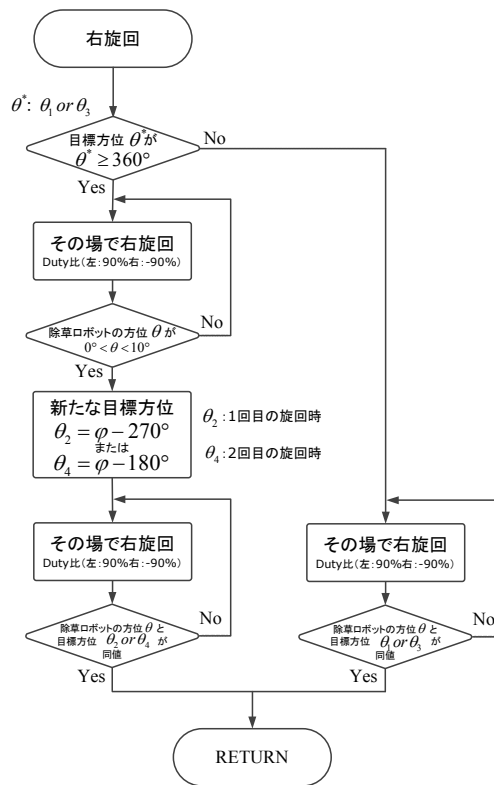 右旋回
θ*: θ1 or θ3
目標方位 θ*が
θ* ≥ 360°
No
Yes
その場で右旋回
Duty比(左:90%右:-90%)
除草ロボットの方位 θ が
0° < θ < 10°
No
Yes
新たな目標方位
θ2 = φ − 270°
または
θ4 = φ − 180°
θ2 :1回目の旋回時
θ4 :2回目の旋回時
その場で右旋回
Duty比(左:90%右:-90%)
除草ロボットの方位 θ と
目標方位 θ2 or θ4 が
同値
No
Yes
その場で右旋回
Duty比(左:90%右:-90%)
除草ロボットの方位 θ と
目標方位 θ1 or θ3 が
同値
No
Yes
RETURN